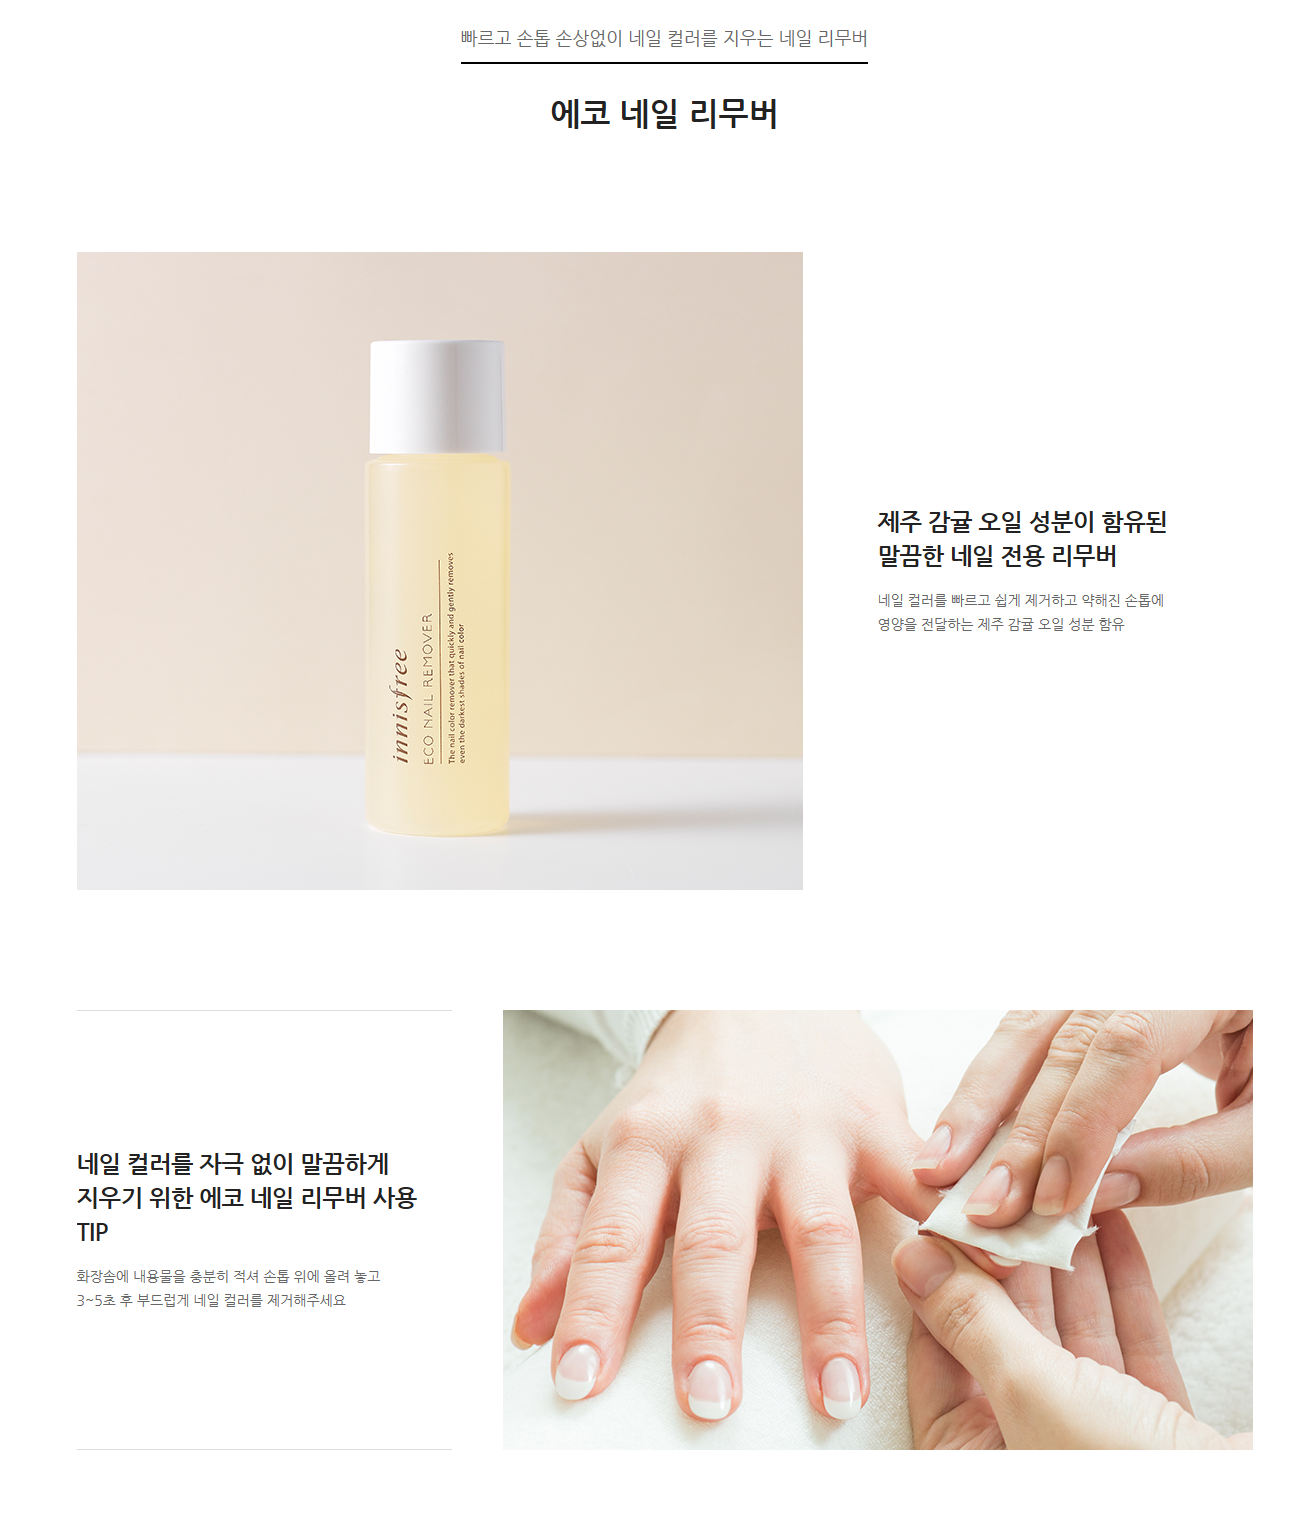 빠르고 손톱 손상없이 네일 컬러를 지우는 네일 리무버
에코 네일 리무버
innisfree
ECO NAIL REMOVER
The nail color remover that quickly and gently removes
even the darkest shades of nail color
제주 감귤 오일 성분이 함유된
말끔한 네일 전용 리무버
네일 컬러를 빠르고 쉽게 제거하고 약해진 손톱에
영양을 전달하는 제주 감귤 오일 성분 함유
네일 컬러를 자극 없이 말끔하게
지우기 위한 에코 네일 리무버 사용
TIP
화장솜에 내용물을 충분히 적셔 손톱 위에 올려 놓고
3~5초 후 부드럽게 네일 컬러를 제거해주세요